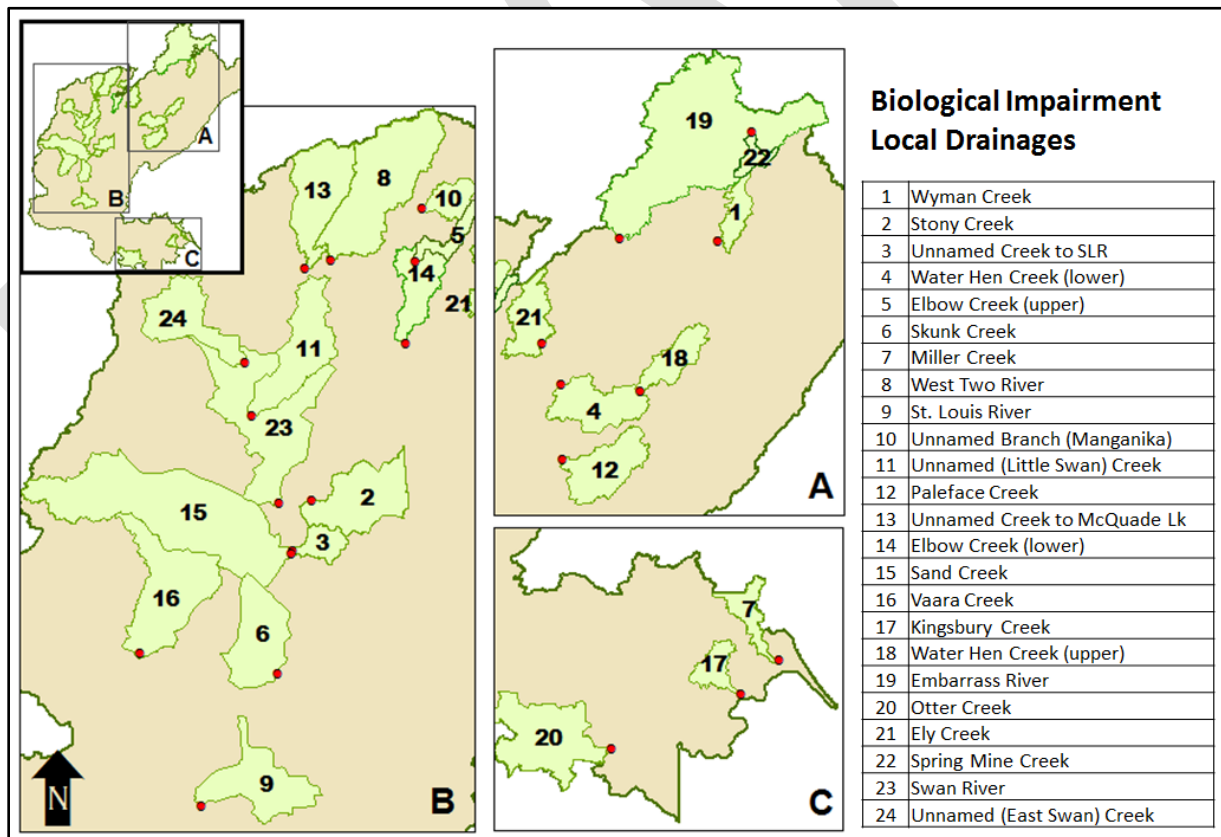 A
B
C
13
8
10
5
14
21
24
11
23
2
15
3
16
6
9
N
B
19
22
1
21
18
4
12
A
7
17
20
C
Biological Impairment
Local Drainages
1 Wyman Creek
2 Stony Creek
3 Unnamed Creek to SLR
4 Water Hen Creek (lower)
5 Elbow Creek (upper)
6 Skunk Creek
7 Miller Creek
8 West Two River
9 St. Louis River
10 Unnamed Branch (Manganika)
11 Unnamed (Little Swan) Creek
12 Paleface Creek
13 Unnamed Creek to McQuade Lk
14 Elbow Creek (lower)
15 Sand Creek
16 Vaara Creek
17 Kingsbury Creek
18 Water Hen Creek (upper)
19 Embarrass River
20 Otter Creek
21 Ely Creek
22 Spring Mine Creek
23 Swan River
24 Unnamed (East Swan) Creek